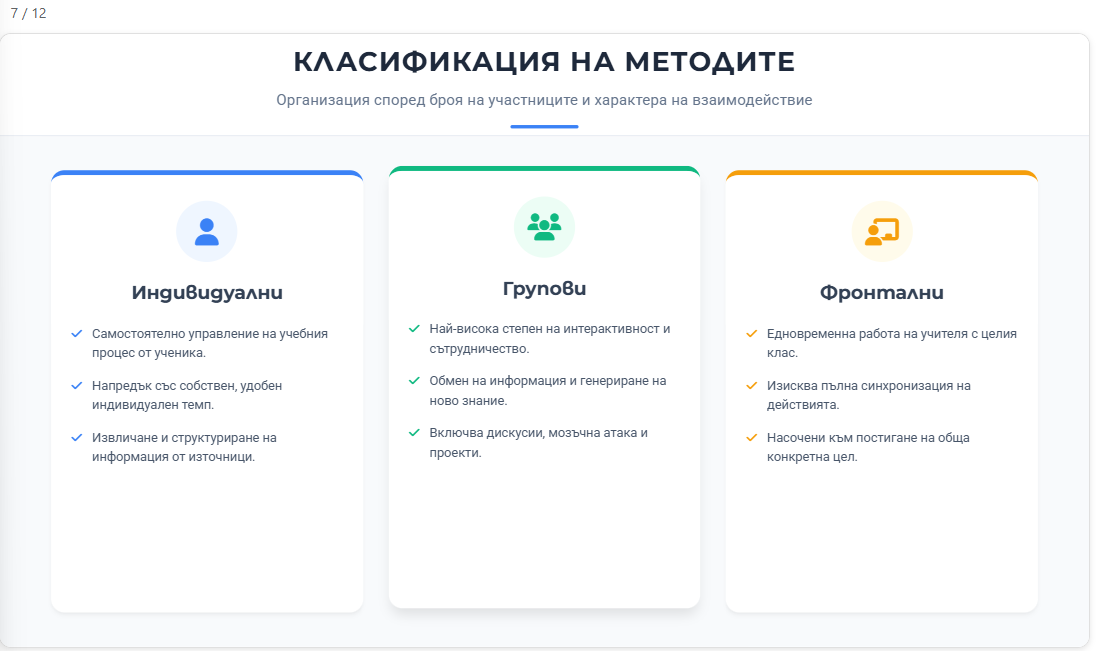 7 / 12
КЛАСИФИКАЦИЯ НА МЕТОДИТЕ
Организация според броя на участниците и характера на взаимодействие
Индивидуални
Самостоятелно управление на учебния
процес от ученика.
Напредък със собствен, удобен
индивидуален темп.
Извличане и структуриране на
информация от източници.
Групови
Най-висока степен на интерактивност и
сътрудничество.
Обмен на информация и генериране на
ново знание.
Включва дискусии, мозъчна атака и
проекти.
Фронтални
Едновременна работа на учителя с целия
клас.
Изисква пълна синхронизация на
действията.
Насочени към постигане на обща
конкретна цел.